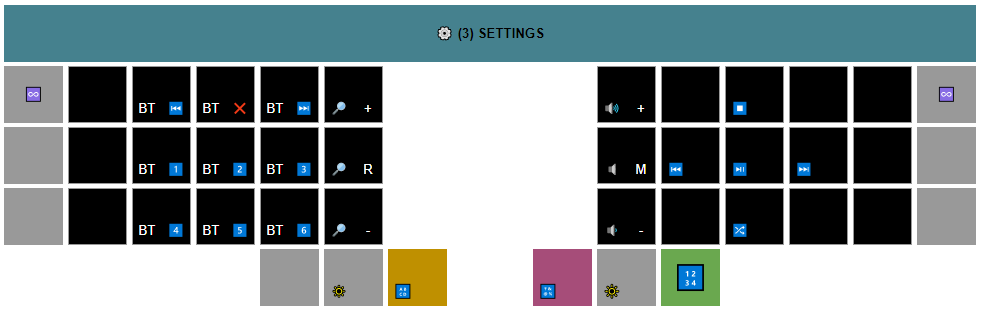 (3) SETTINGS
BT BT BT + +
BT 1 BT 2 BT 3 R M
BT 4 BT 5 BT 6 - -
1 2
3 4